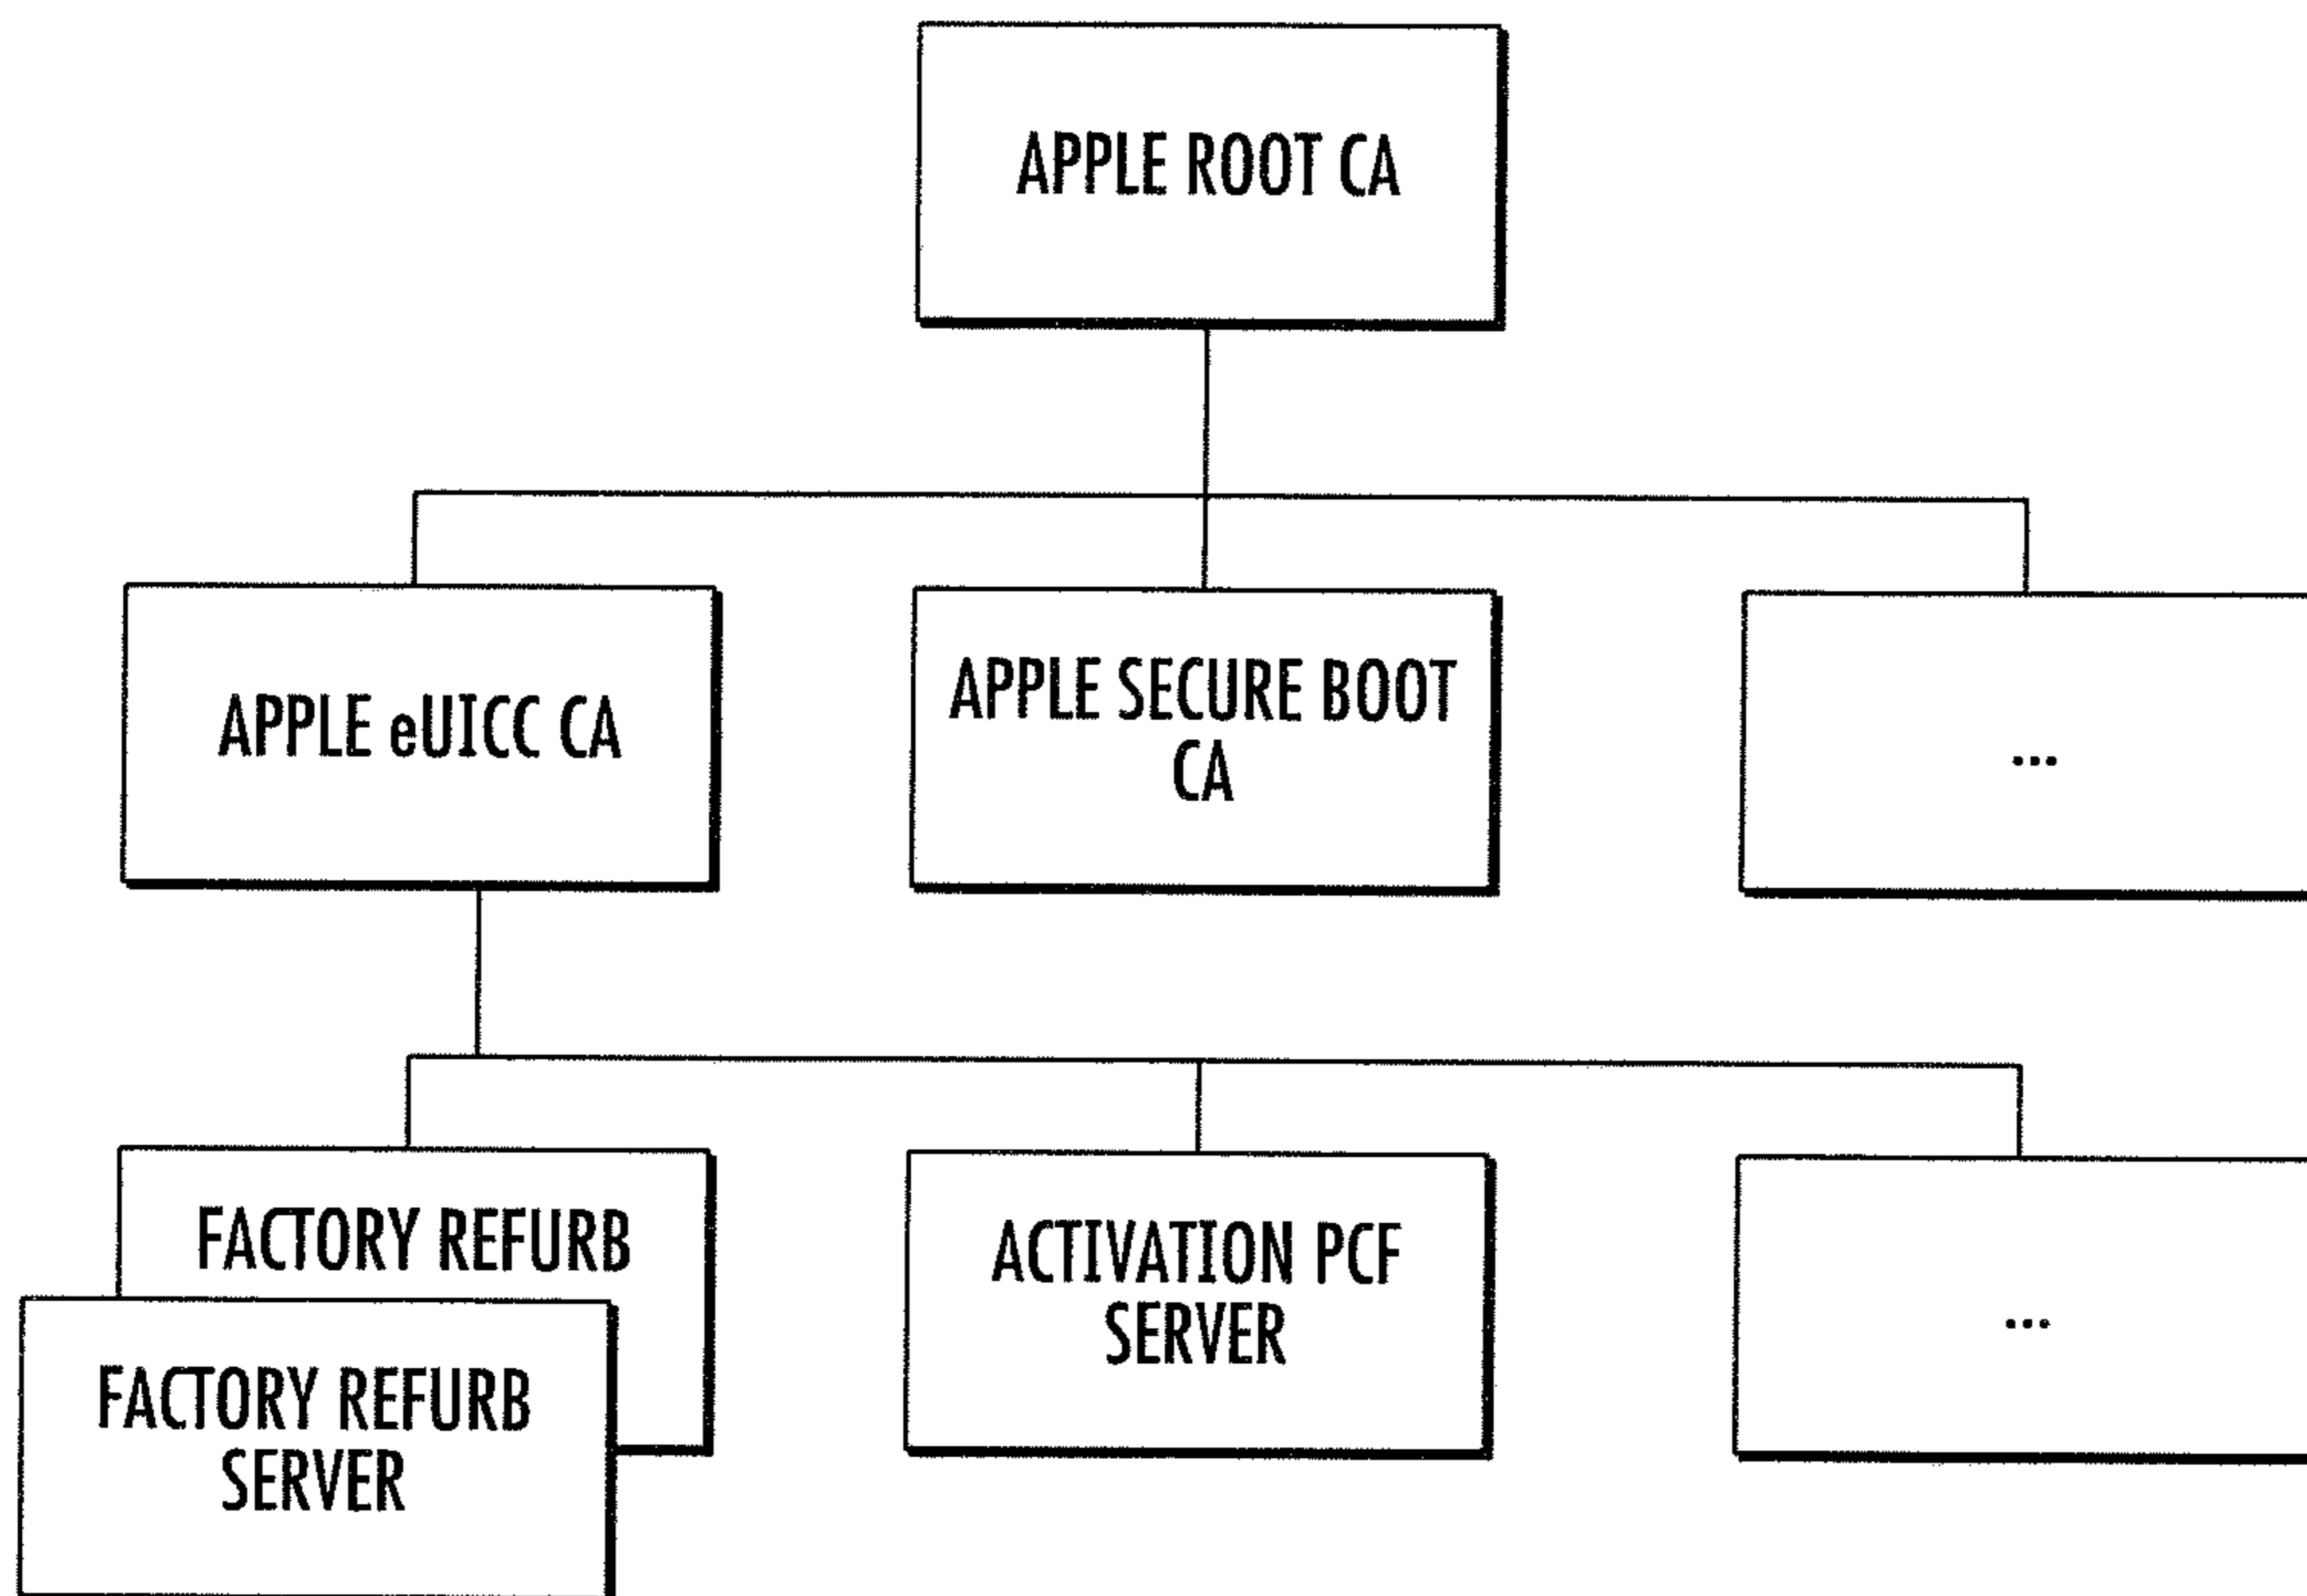 APPLE ROOT CA
APPLE eUICC CA
APPLE SECURE BOOT
CA
...
FACTORY REFURB
FACTORY REFURB
SERVER
ACTIVATION PCF
SERVER
...